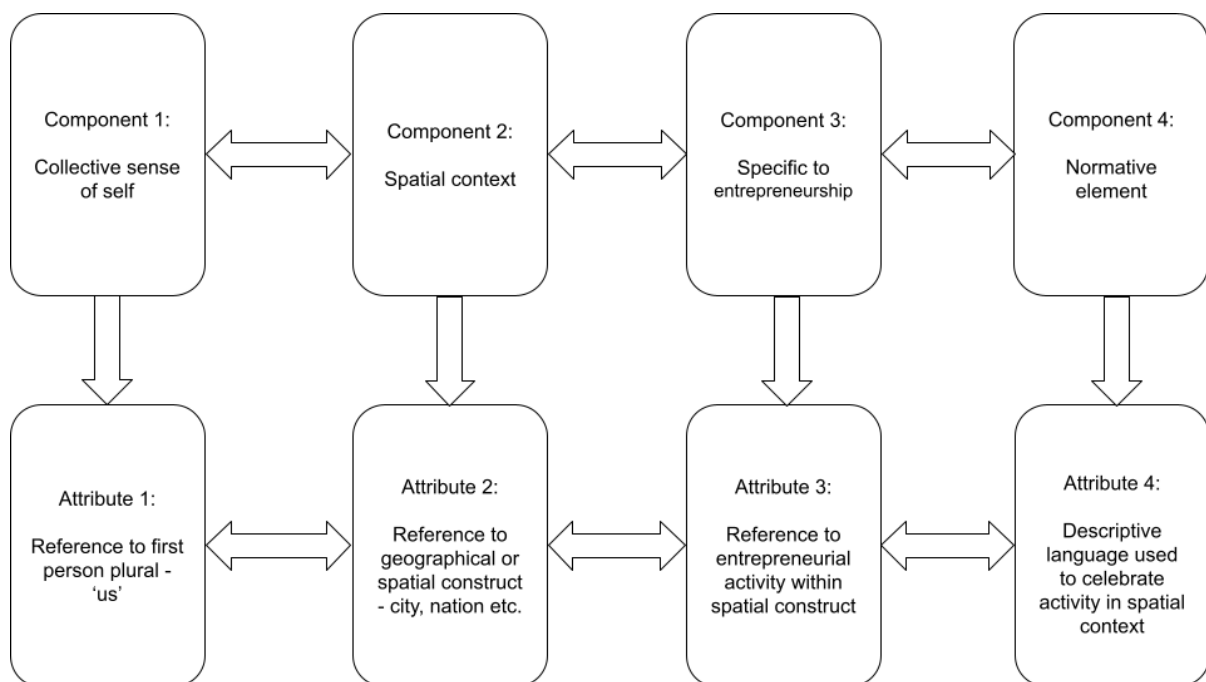 Component 1:
Collective sense
of self
Component 2:
Spatial context
Component 3:
Specific to
entrepreneurship
Component 4:
Normative
element
Attribute 1:
Reference to first
person plural -
‘us’
Attribute 2:
Reference to
geographical or
spatial construct
- city, nation etc.
Attribute 3:
Reference to
entrepreneurial
activity within
spatial construct
Attribute 4:
Descriptive
language used
to celebrate
activity in spatial
context